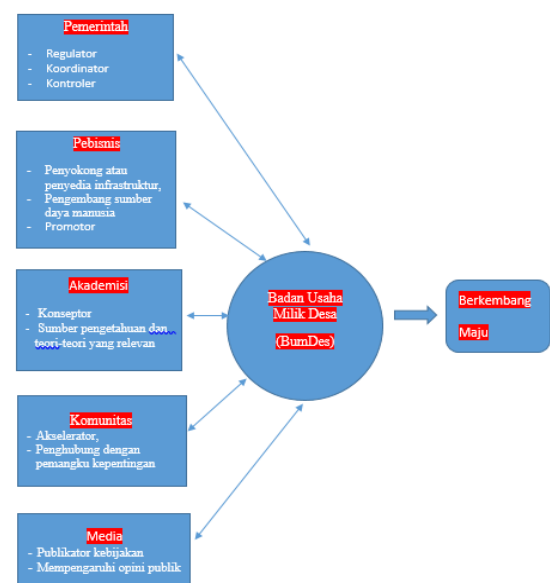 Pemerintah
- Regulator
- Koordinator
- Kontroler
Pebisnis
- Penyokong atau
penyedia infrastruktur,
- Pengembang sumber
daya manusia
- Promotor
Akademisi
- Konseptor
- Sumber pengetahuan dan
teori-teori yang relevan
Komunitas
- Akselerator,
- Penghubung dengan
pemangku kepentingan
Media
- Publikator kebijakan
- Mempengaruhi opini publik
Badan Usaha
Milik Desa
(BumDes)
Berkembang
Maju